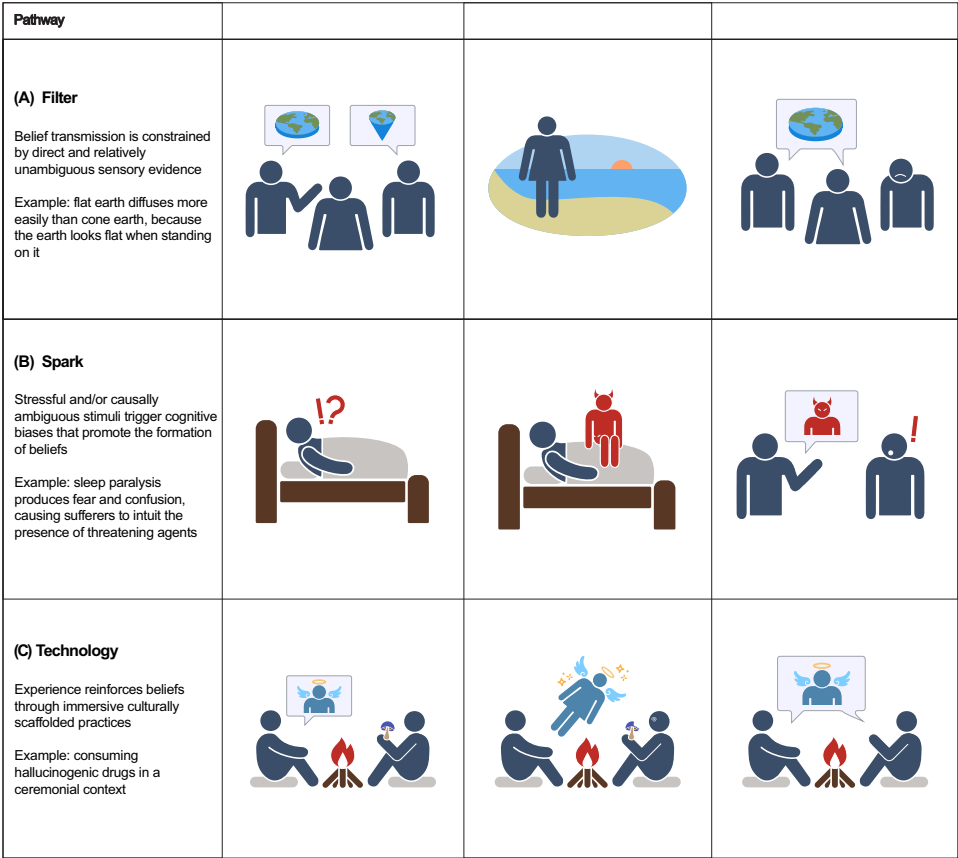 Pathway
(A) Filter
Belief transmission is constrained
by direct and relatively
unambiguous sensory evidence
Example: flat earth diffuses more
easily than cone earth, because
the earth looks flat when standing
on it
(B) Spark
!?
Stressful and/or causally
ambiguous stimuli trigger cognitive
biases that promote the formation
of beliefs
!
Example: sleep paralysis
produces fear and confusion,
causing sufferers to intuit the
presence of threatening agents
(C) Technology
Experience reinforces beliefs
through immersive culturally
scaffolded practices
Example: consuming
hallucinogenic drugs in a
ceremonial context